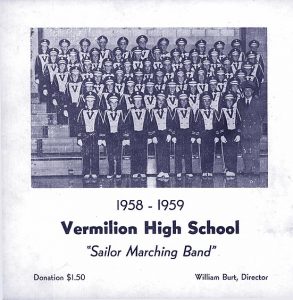 1958 - 1959
Vermilion High School
"Sailor Marching Band"
Donation $1.50 William Burt, Director